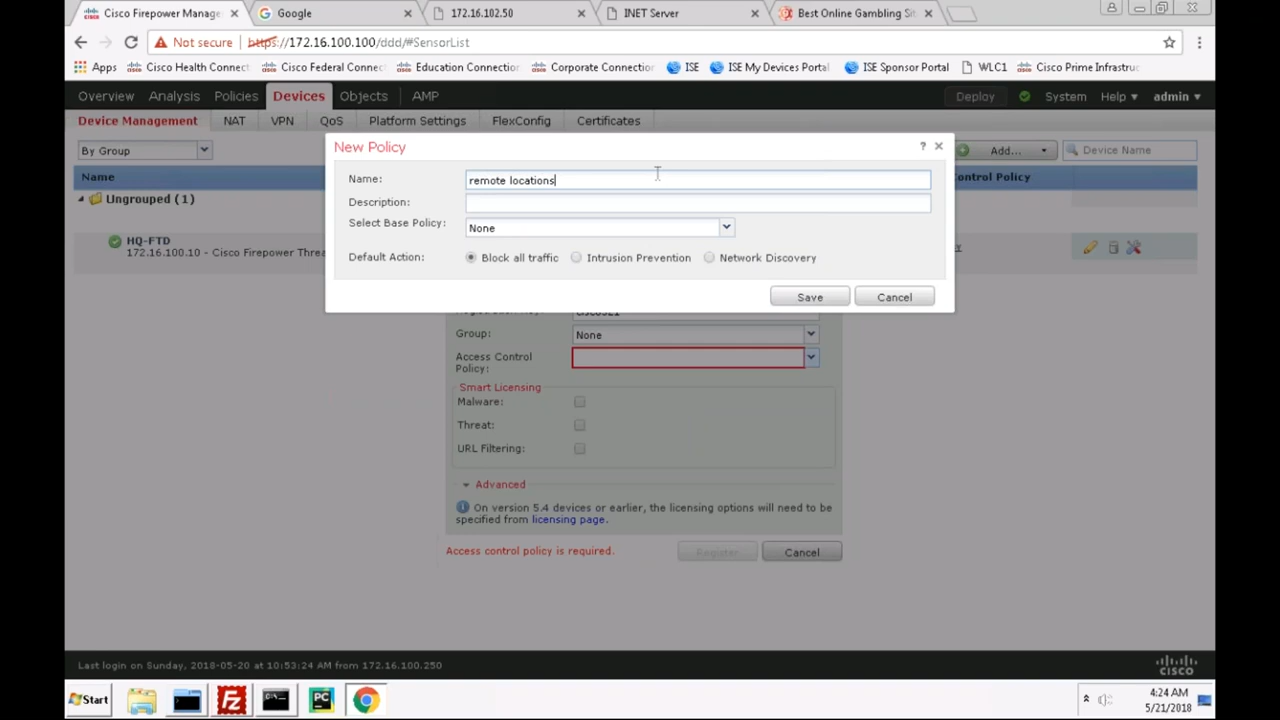 Cisco Firepower Manage
Google
172.16.102.50
INET Server
Best Online Gambling Sit
Not secure
https://172.16.100.100/ddd/#SensorList
Apps
Cisco Health Connect
Cisco Federal Connec
Education Connection
Corporate Connection
ISE
ISE My Devices Portal
ISE Sponsor Portal
WLC1
Cisco Prime Infrastruc
Overview
Analysis
Policies
Devices
Objects
AMP
Deploy
System
Help
admin
Device Management
NAT
VPN
QoS
Platform Settings
FlexConfig
Certificates
By Group
Add...
Device Name
Name
ontrol Policy
Ungrouped (1)
HQ-FTD
172.16.100.10 - Cisco Firepower Threa
New Policy
?
Name:
remote locations
Description:
Select Base Policy:
None
Default Action:
Block all traffic
Intrusion Prevention
Network Discovery
Save
Cancel
Group:
None
Access Control
Policy:
Smart Licensing
Malware:
Threat:
URL Filtering:
Advanced
On version 5.4 devices or earlier, the licensing options will need to be
specified from licensing page.
Access control policy is required.
Register
Cancel
Last login on Sunday, 2018-05-20 at 10:53:24 AM from 172.16.100.250
CISCO
Start
4:24 AM
5/21/2018